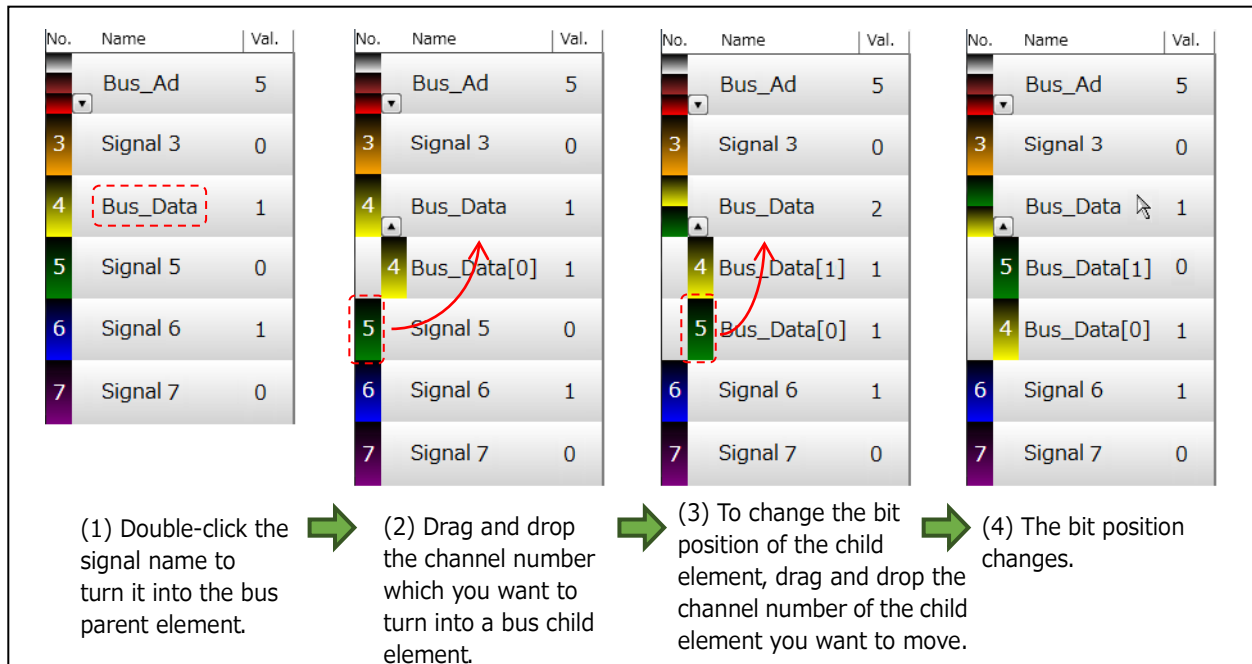 No. Name Val.
Bus_Ad 5
▼
3 Signal 3 0
4 Bus_Data 1
5 Signal 5 0
6 Signal 6 1
7 Signal 7 0
(1) Double-click the
signal name to
turn it into the bus
parent element.
No. Name Val.
Bus_Ad 5
▼
3 Signal 3 0
4 Bus_Data 1
▲
4 Bus_Data[0] 1
5 Signal 5 0
6 Signal 6 1
7 Signal 7 0
(2) Drag and drop
the channel number
which you want to
turn into a bus child
element.
No. Name Val.
Bus_Ad 5
▼
3 Signal 3 0
Bus_Data 2
▲
4 Bus_Data[1] 1
5 Bus_Data[0] 1
6 Signal 6 1
7 Signal 7 0
(3) To change the bit
position of the child
element, drag and drop the
channel number of the child
element you want to move.
No. Name Val.
Bus_Ad 5
▼
3 Signal 3 0
Bus_Data 1
▲
5 Bus_Data[1] 0
4 Bus_Data[0] 1
6 Signal 6 1
7 Signal 7 0
(4) The bit position
changes.